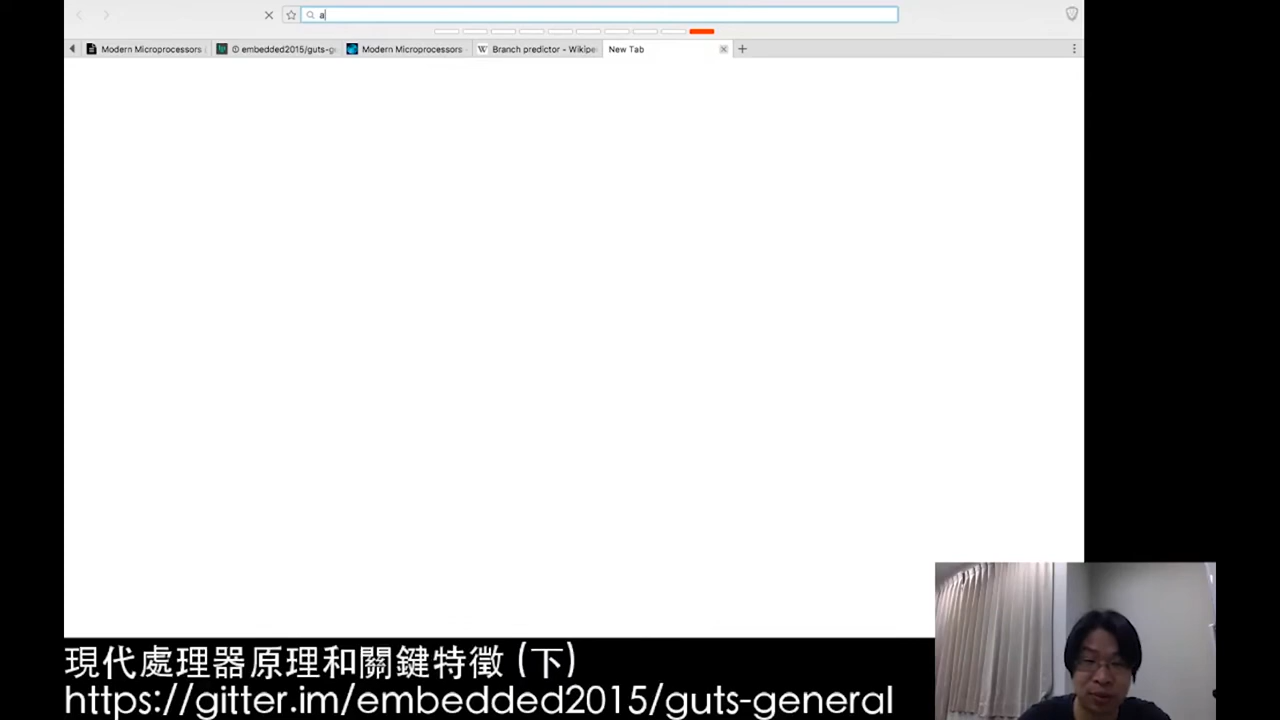 a
Modern Microprocessors
embedded2015/guts-g
Modern Microprocessors
Branch predictor - Wikipe
New Tab
現代處理器原理和關鍵特徵 (下)
https://gitter.im/embedded2015/guts-general